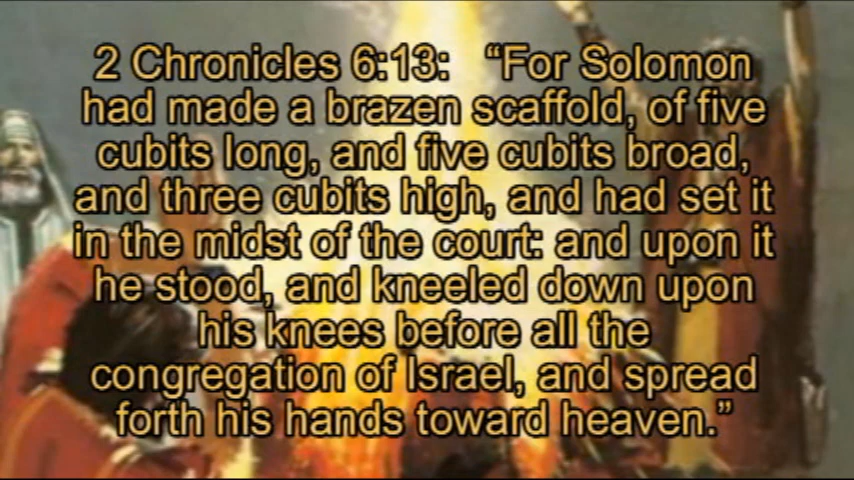 2 Chronicles 6:13: “For Solomon
had made a brazen scaffold, of five
cubits long, and five cubits broad,
and three cubits high, and had set it
in the midst of the court: and upon it
he stood, and kneeled down upon
his knees before all the
congregation of Israel, and spread
forth his hands toward heaven.”